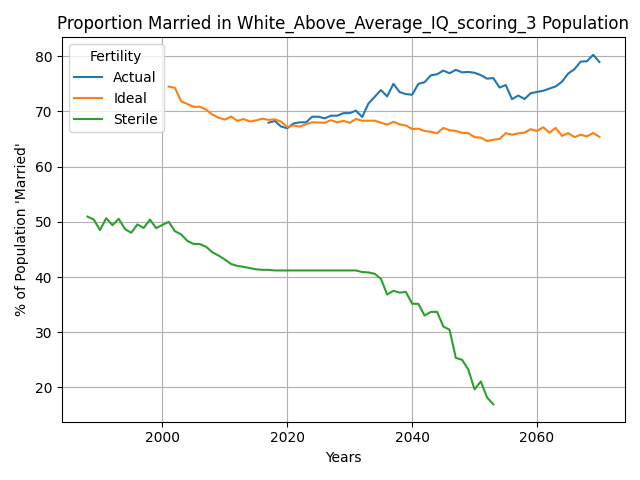 Proportion Married in White_Above_Average_IQ_scoring_3 Population
Fertility
Actual
Ideal
Sterile
80
70
60
50
40
30
20
% of Population 'Married'
2000
2020
2040
2060
Years